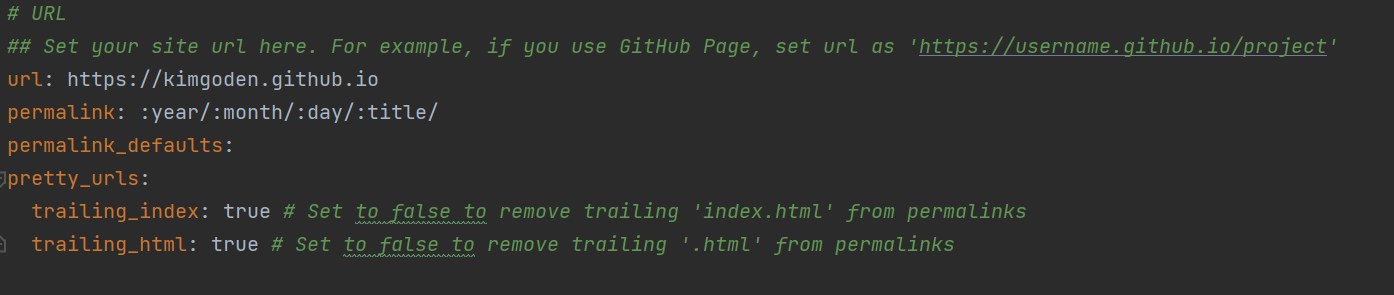 # URL
## Set your site url here. For example, if you use GitHub Page, set url as 'https://username.github.io/project'
url: https://kimgoden.github.io
permalink: :year/:month/:day/:title/
permalink_defaults:
pretty_urls:
  trailing_index: true # Set to false to remove trailing 'index.html' from permalinks
  trailing_html: true # Set to false to remove trailing '.html' from permalinks